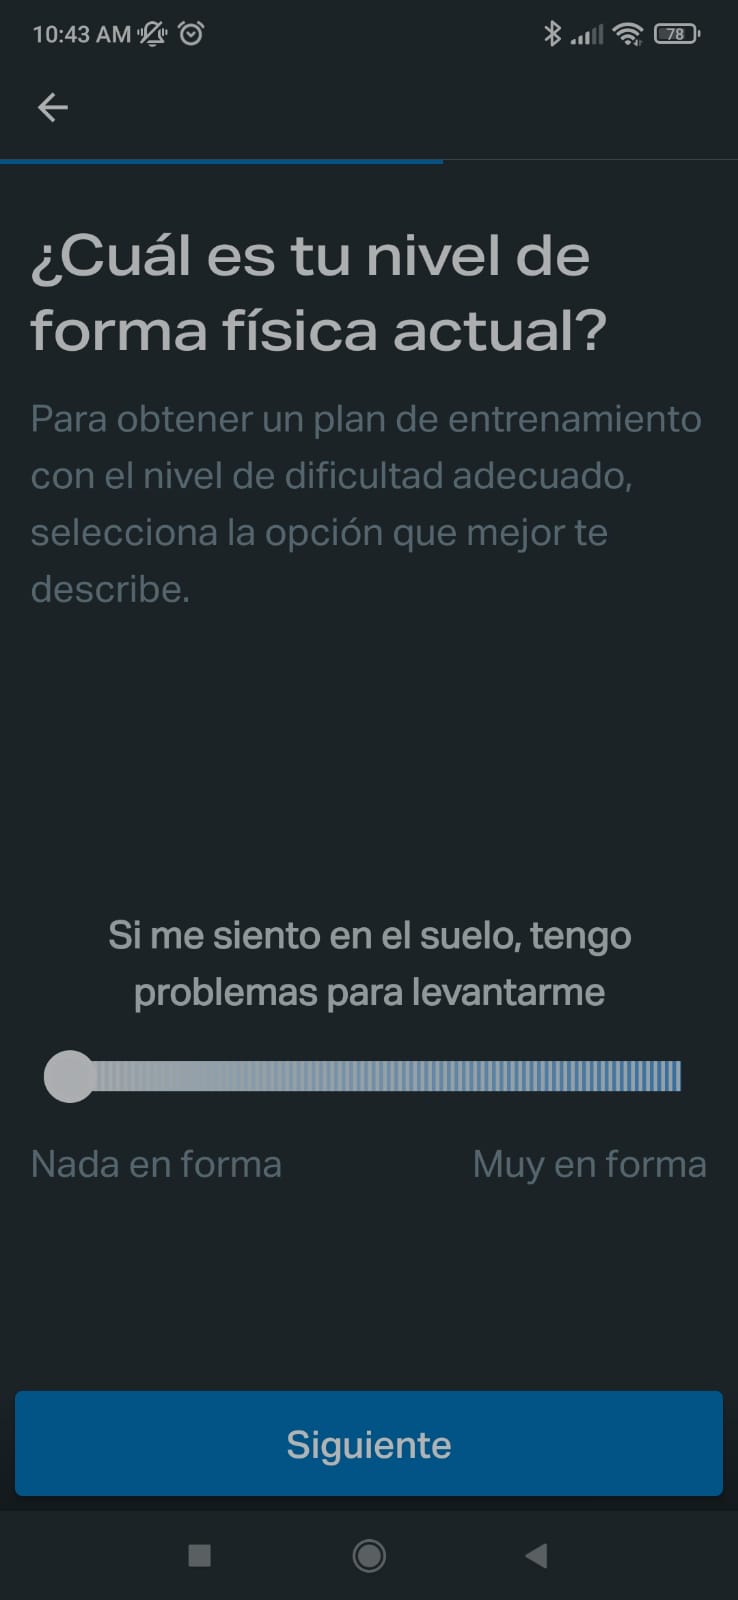 10:43 AM
78
¿Cuál es tu nivel de
forma física actual?
Para obtener un plan de entrenamiento
con el nivel de dificultad adecuado,
selecciona la opción que mejor te
describe.
Si me siento en el suelo, tengo
problemas para levantarme
Nada en forma
Muy en forma
Siguiente